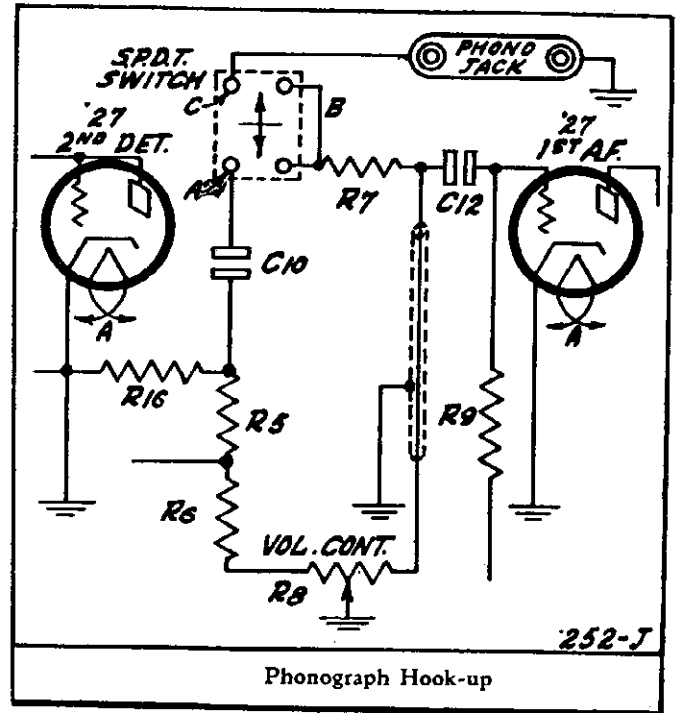 PHONO
JACK
S.P.D.T.
SWITCH
C
B
'27
2ND DET.
'27
1ST A.F.
A
R7
C12
C10
A
A
R16
R5
R9
R6
VOL. CONT.
R8
'252-J
Phonograph Hook-up